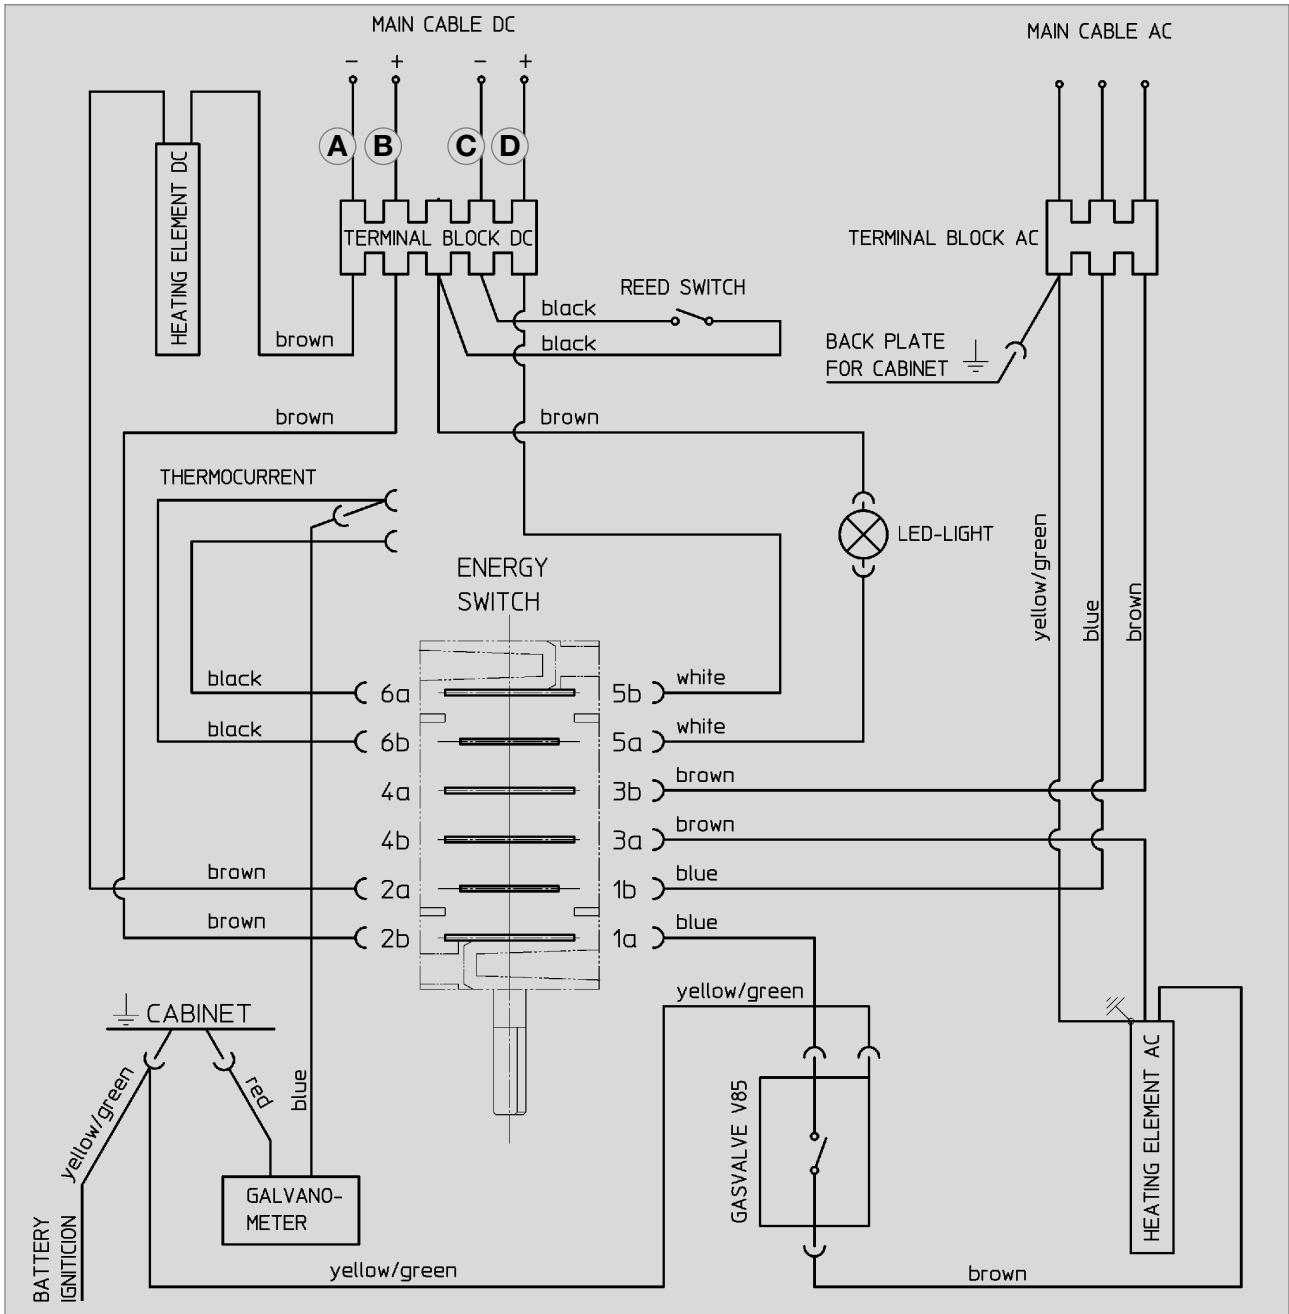 MAIN CABLE DC
MAIN CABLE AC
− + − +
A B C D
HEATING ELEMENT DC
TERMINAL BLOCK DC
TERMINAL BLOCK AC
REED SWITCH
black
black
brown
BACK PLATE
FOR CABINET
brown
brown
THERMOCURRENT
LED-LIGHT
ENERGY
SWITCH
yellow/green
blue
brown
black
6a
5b
white
black
6b
5a
white
4a
3b
brown
4b
3a
brown
brown
2a
1b
blue
brown
2b
1a
blue
yellow/green
CABINET
yellow/green
red
blue
GASVALVE V85
HEATING ELEMENT AC
GALVANO-
METER
BATTERY
IGNITICION
yellow/green
brown